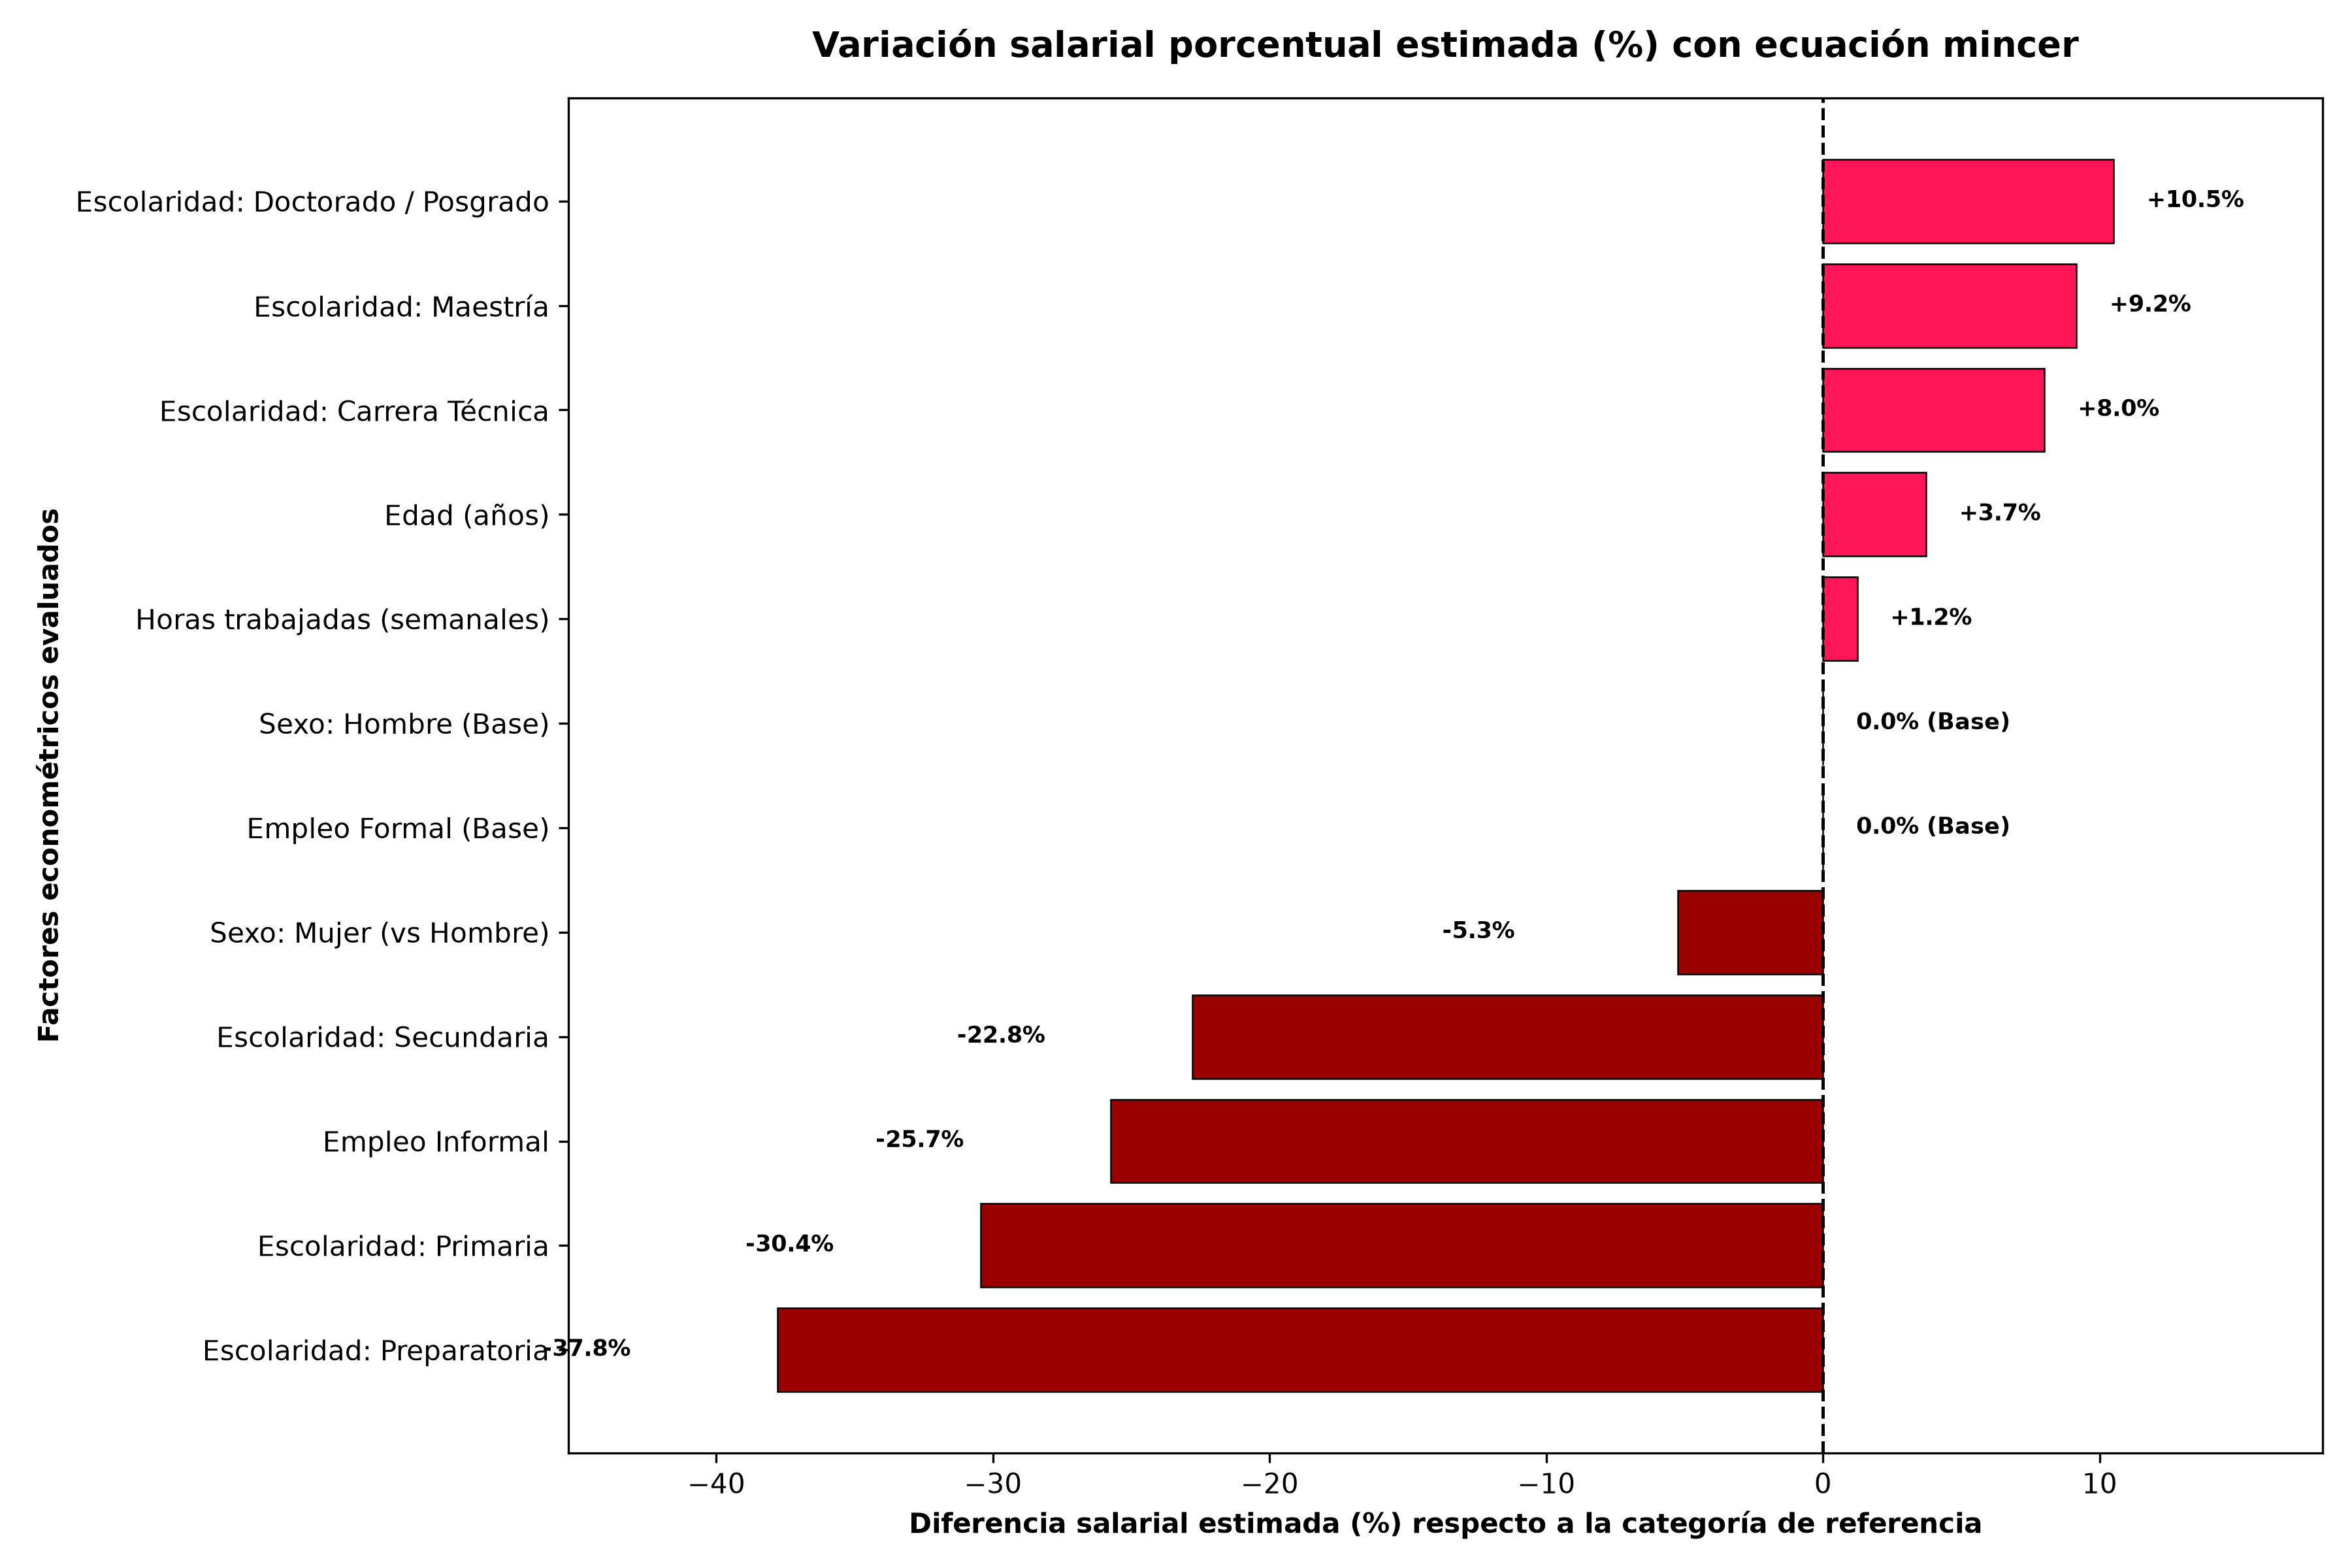 Variación salarial porcentual estimada (%) con ecuación mincer
Factores econométricos evaluados
Escolaridad: Doctorado / Posgrado
+10.5%
Escolaridad: Maestría
+9.2%
Escolaridad: Carrera Técnica
+8.0%
Edad (años)
+3.7%
Horas trabajadas (semanales)
+1.2%
Sexo: Hombre (Base)
0.0% (Base)
Empleo Formal (Base)
0.0% (Base)
Sexo: Mujer (vs Hombre)
-5.3%
Escolaridad: Secundaria
-22.8%
Empleo Informal
-25.7%
Escolaridad: Primaria
-30.4%
Escolaridad: Preparatoria
-37.8%
−40 −30 −20 −10 0 10
Diferencia salarial estimada (%) respecto a la categoría de referencia